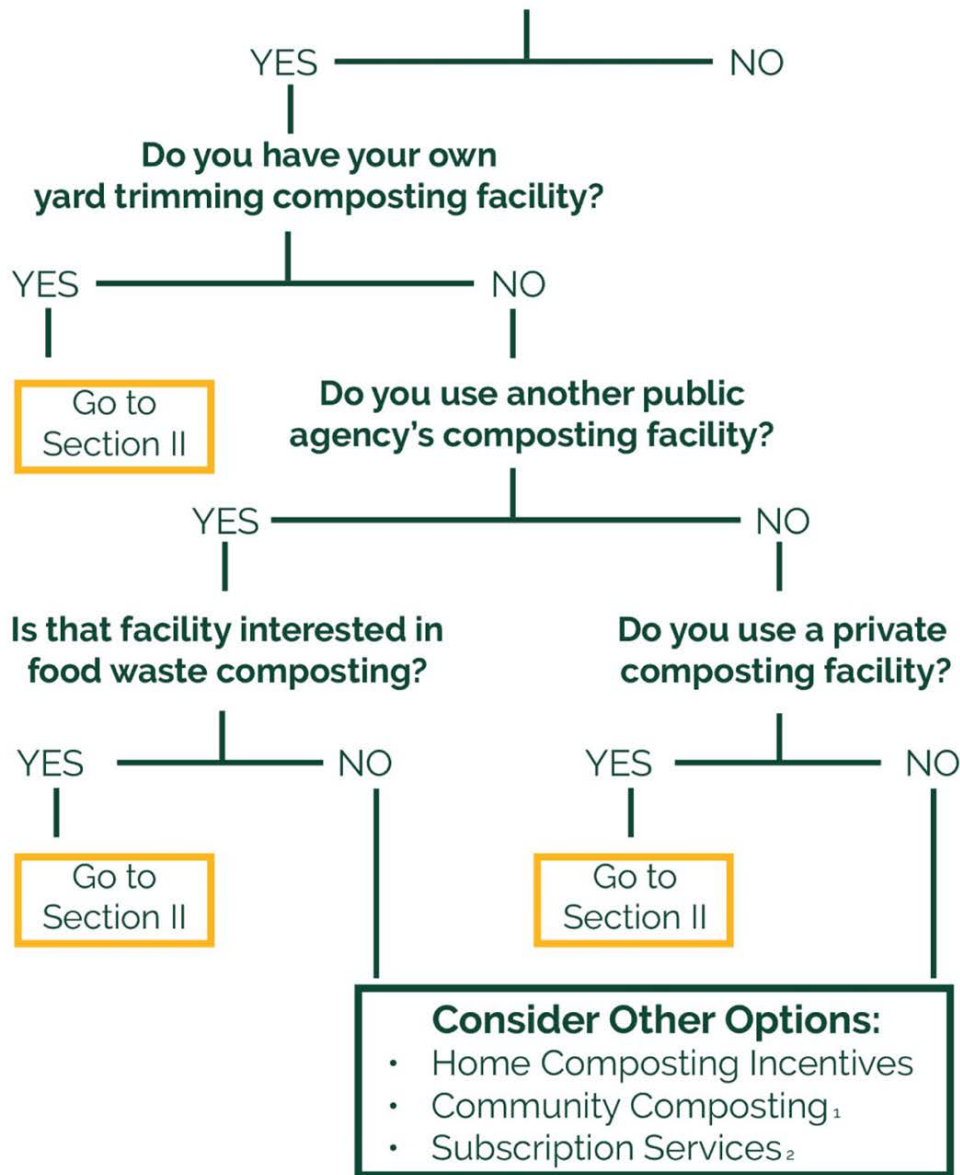 YES NO
Do you have your own
yard trimming composting facility?
YES NO
Go to
Section II
Do you use another public
agency's composting facility?
YES NO
Is that facility interested in
food waste composting?
Do you use a private
composting facility?
YES NO
YES NO
Go to
Section II
Go to
Section II
Consider Other Options:
• Home Composting Incentives
• Community Composting 1
• Subscription Services 2